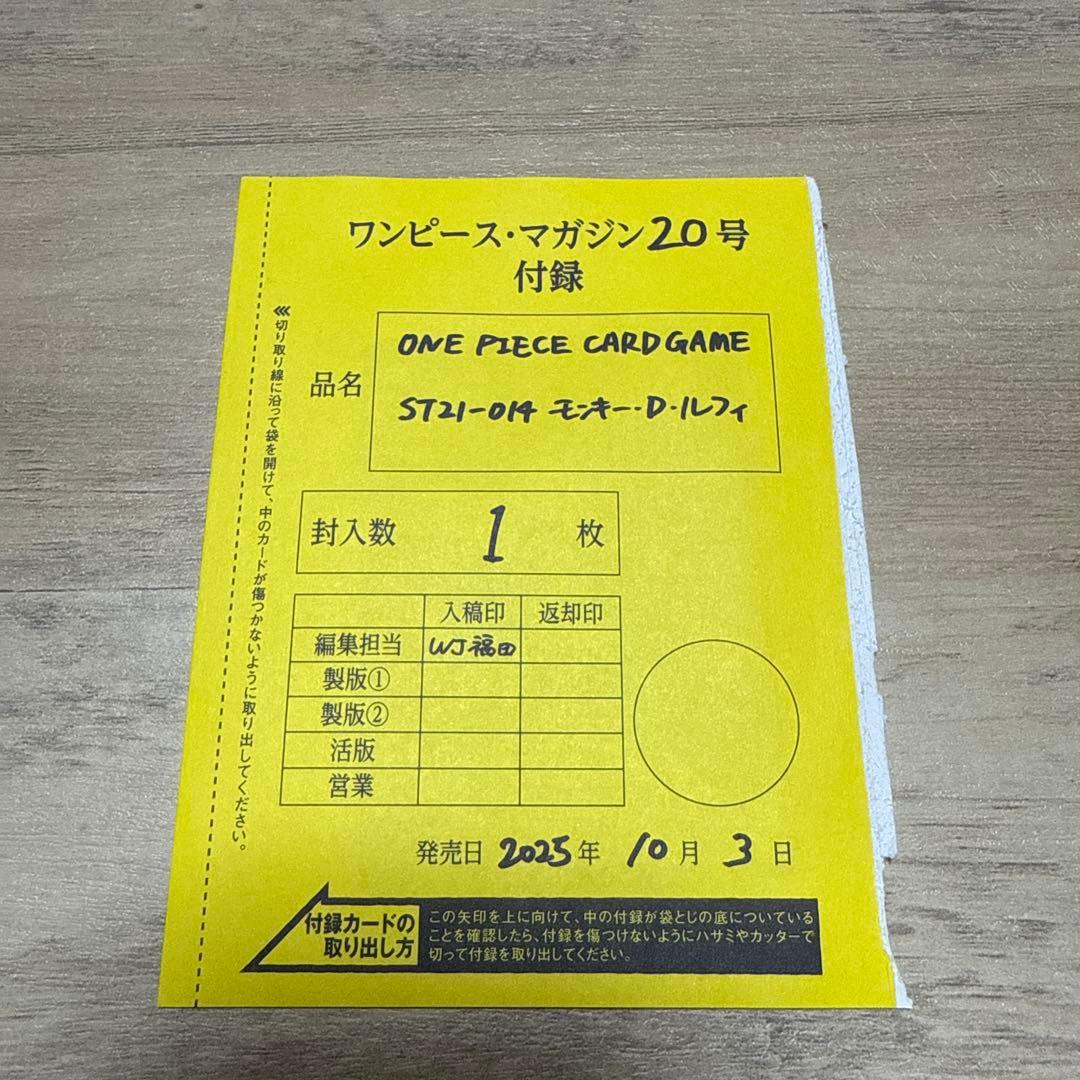 ワンピース・マガジン20号
付録
品名
ONE PIECE CARD GAME
ST21-014 モンキー・D・ルフィ
封入数 1 枚
入稿印 返却印
編集担当 WJ福田
製版①
製版②
活版
営業
発売日 2025年 10月 3日
付録カードの
取り出し方
この矢印を上に向けて、中の付録が袋とじの底についている
ことを確認したら、付録を傷つけないようにハサミやカッターで
切って付録を取り出してください。
切り取り線に沿って袋を開けて、中のカードが傷つかないように取り出してください。